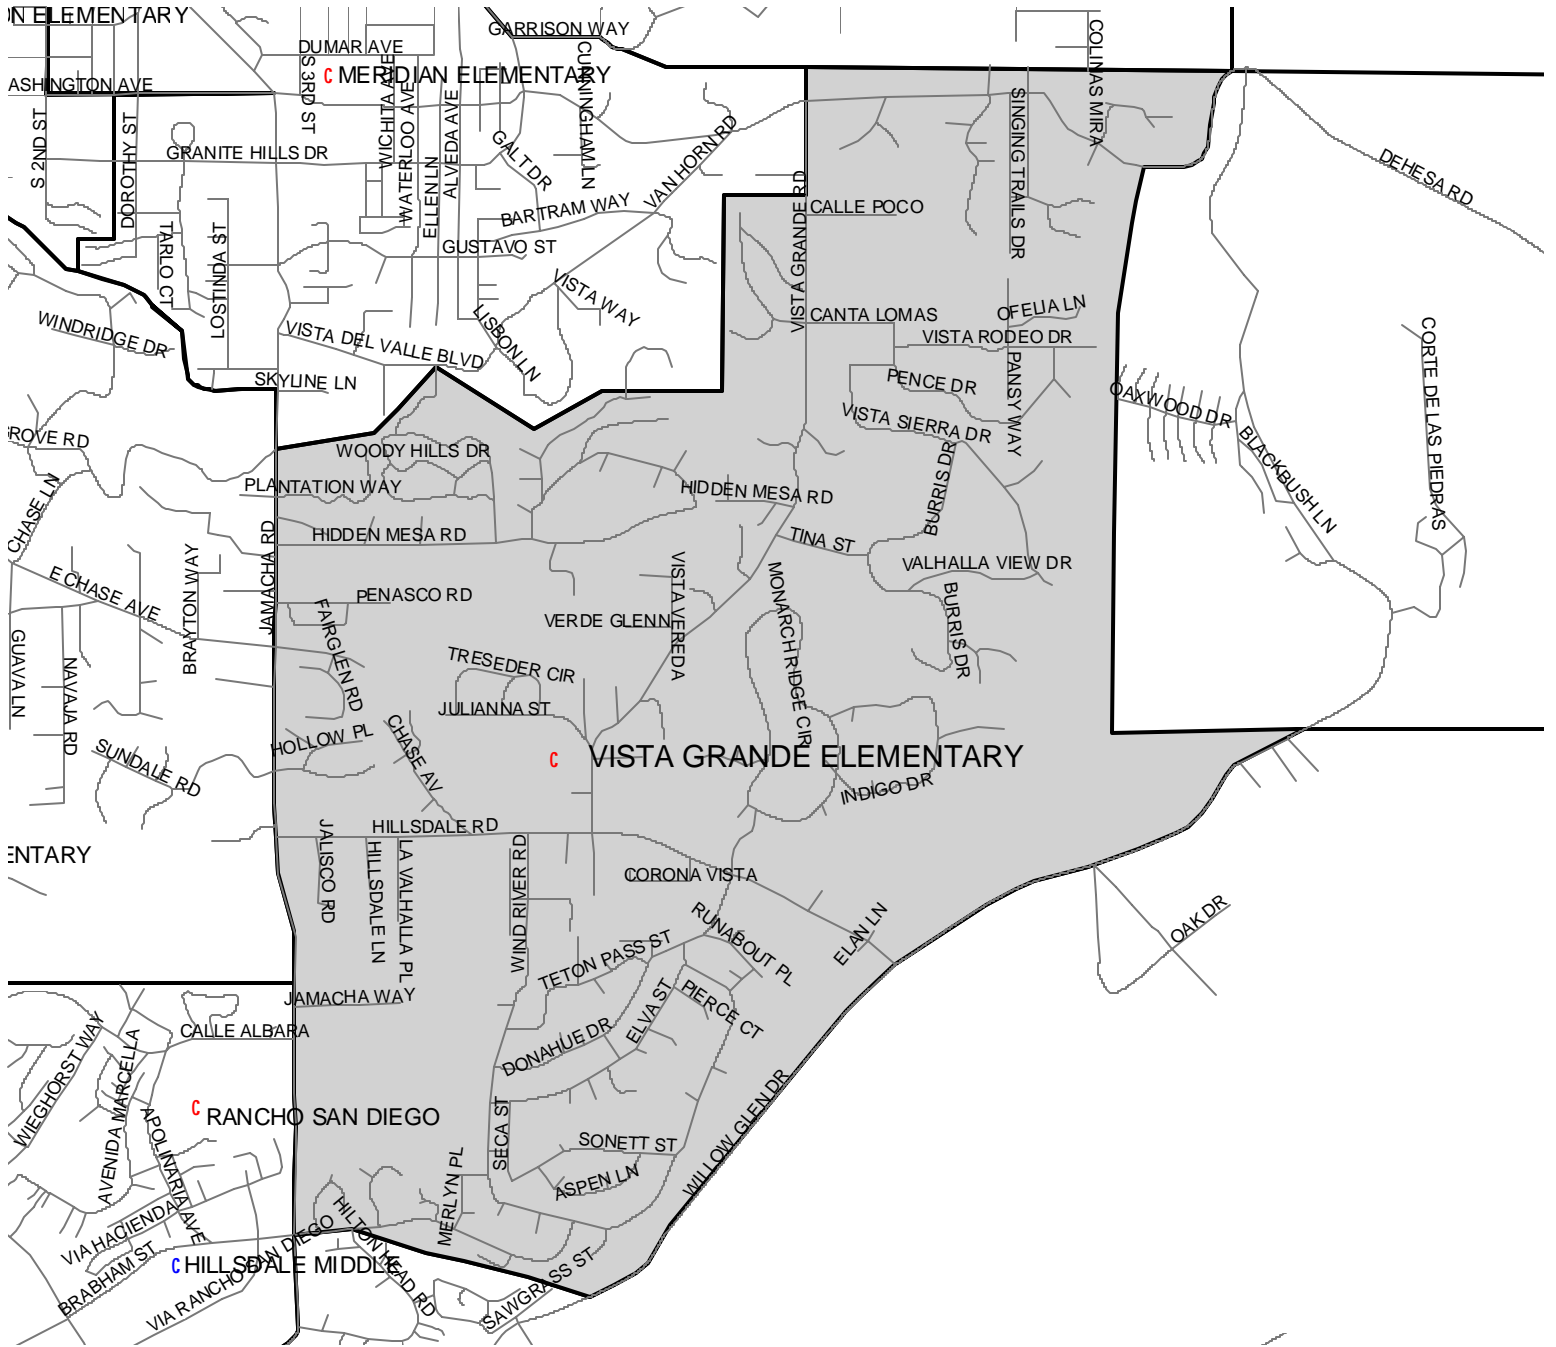 ON ELEMENTARY
GARRISON WAY
COLINAS MIRA
DUMAR AVE
S 3RD ST
C MERIDIAN ELEMENTARY
CUNNINGHAM LN
ASHINGTON AVE
WICHITA AVE
WATERLOO AVE
ALVEDA AVE
SINGING TRAILS DR
S 2ND ST
DOROTHY ST
GRANITE HILLS DR
GALT DR
VAN HORN RD
DEHESA RD
ELLEN LN
BARTRAM WAY
VISTA GRANDE RD
CALLE POCO
TARLO CT
LOSTINDA ST
GUSTAVO ST
VISTA WAY
OFELIA LN
CANTA LOMAS
WINDRIDGE DR
VISTA DEL VALLE BLVD
LISBON LN
VISTA RODEO DR
CORTE DE LAS PIEDRAS
SKYLINE LN
PENCE DR
PANSY WAY
OAXWOOD DR
VISTA SIERRA DR
GROVE RD
WOODY HILLS DR
BURRIS DR
BLACKBUSH LN
PLANTATION WAY
HIDDEN MESA RD
CHASE LN
JAMACHA RD
HIDDEN MESA RD
TINA ST
BRAYTON WAY
VISTA VEREDA
MONARCH RIDGE CIR
VALHALLA VIEW DR
E CHASE AVE
PENASCO RD
BURRIS DR
FAIRGLEN RD
VERDE GLENN
GUAVA LN
NAVAJA RD
TRESEDER CIR
JULIANNA ST
CHASE AV
HOLLOW PL
SUNDALE RD
C VISTA GRANDE ELEMENTARY
INDIGO DR
JALISCO RD
HILLSDALE RD
ENTARY
HILLSDALE LN
LA VALHALLA PL
WIND RIVER RD
CORONA VISTA
RUNABOUT PL
ELAN LN
OAK DR
TETON PASS ST
JAMACHA WAY
ELVA ST
PIERCE CT
CALLE ALBARA
WIEGHORST WAY
AVENIDA MARCELLA
DONAHUE DR
C RANCHO SAN DIEGO
APOLINARIA AVE
SECA ST
SONETT ST
WILLOW GLEN DR
MERLYN PL
ASPEN LN
VIA HACIENDA
HILTON HEAD RD
C HILLSDALE MIDDLE
BRABHAM ST
VIA RANCHO SAN DIEGO
SAWGRASS ST